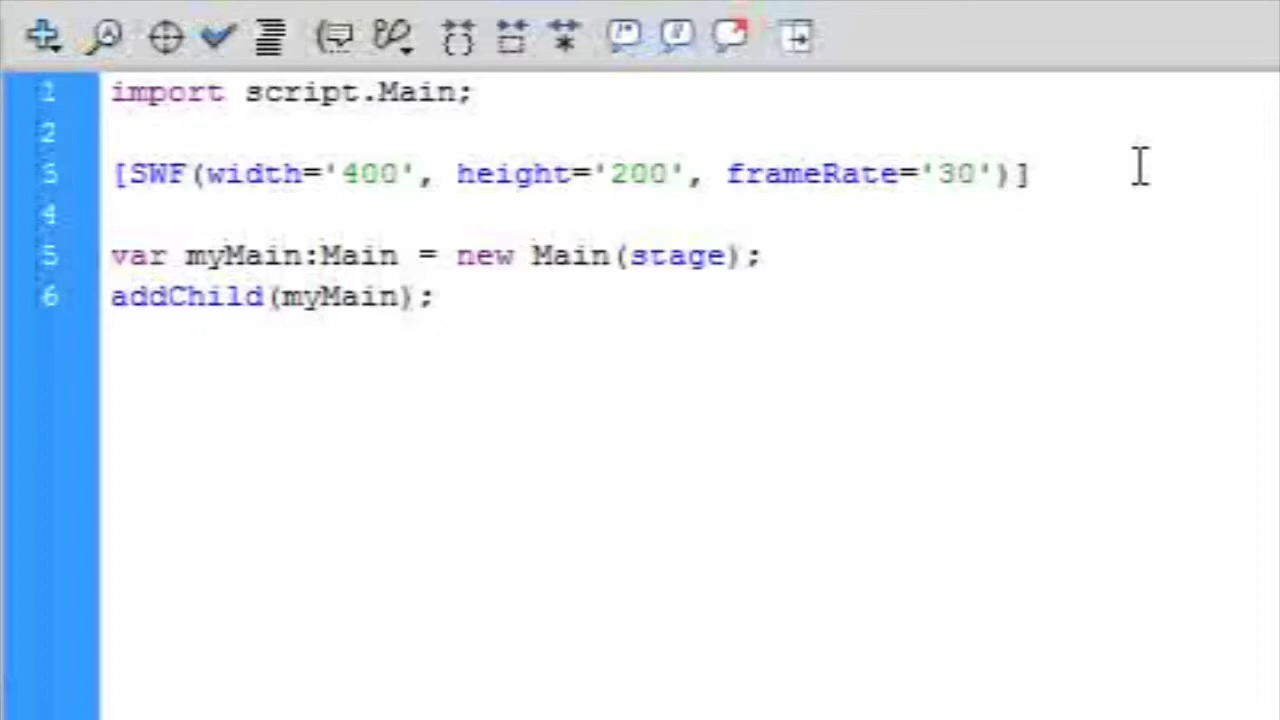 1 import script.Main;
2
3 [SWF(width='400', height='200', frameRate='30')]
4
5 var myMain:Main = new Main(stage);
6 addChild(myMain);